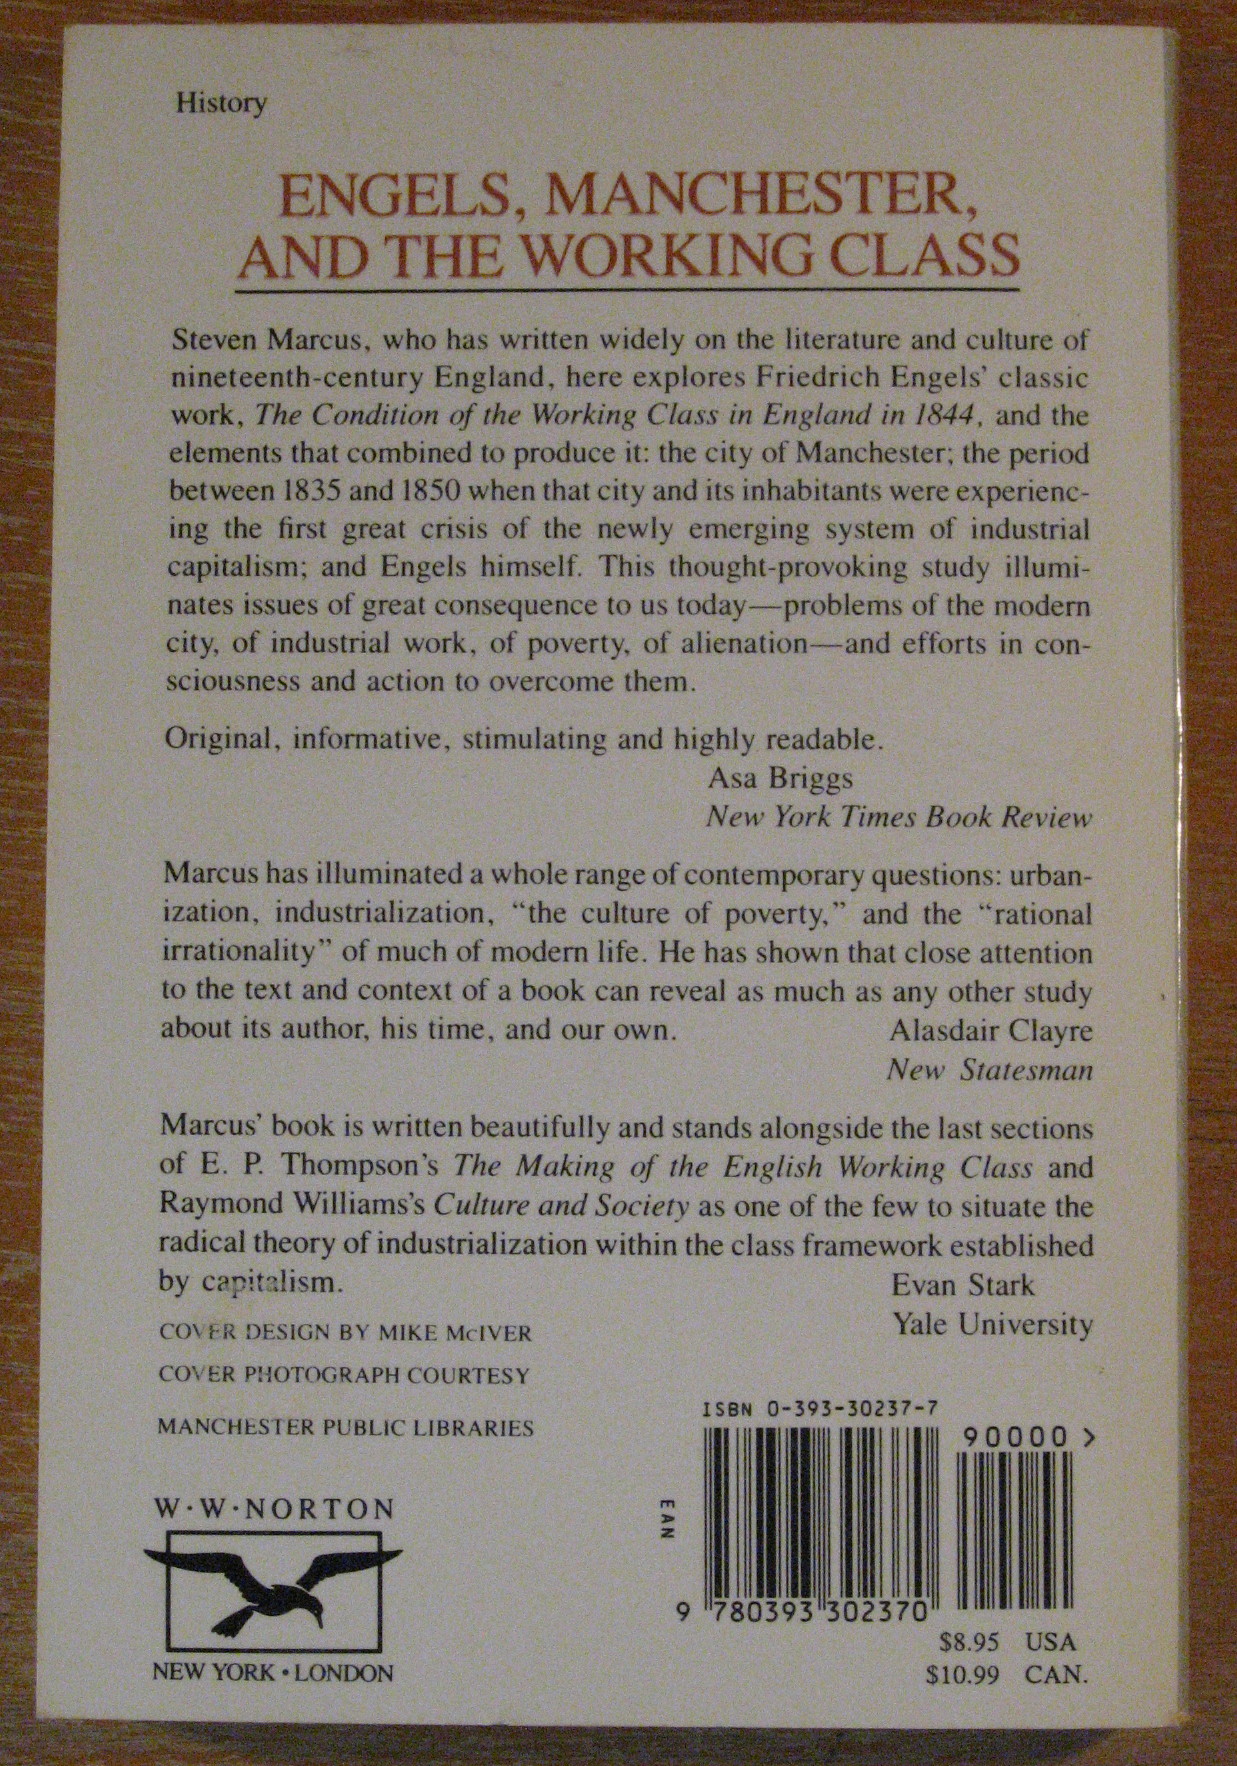 History
ENGELS, MANCHESTER,
AND THE WORKING CLASS
Steven Marcus, who has written widely on the literature and culture of
nineteenth-century England, here explores Friedrich Engels’ classic
work, The Condition of the Working Class in England in 1844, and the
elements that combined to produce it: the city of Manchester; the period
between 1835 and 1850 when that city and its inhabitants were experienc-
ing the first great crisis of the newly emerging system of industrial
capitalism; and Engels himself. This thought-provoking study illumi-
nates issues of great consequence to us today—problems of the modern
city, of industrial work, of poverty, of alienation—and efforts in con-
sciousness and action to overcome them.
Original, informative, stimulating and highly readable.
Asa Briggs
New York Times Book Review
Marcus has illuminated a whole range of contemporary questions: urban-
ization, industrialization, “the culture of poverty,” and the “rational
irrationality” of much of modern life. He has shown that close attention
to the text and context of a book can reveal as much as any other study
about its author, his time, and our own.
Alasdair Clayre
New Statesman
Marcus’ book is written beautifully and stands alongside the last sections
of E. P. Thompson’s The Making of the English Working Class and
Raymond Williams’s Culture and Society as one of the few to situate the
radical theory of industrialization within the class framework established
by capitalism.
Evan Stark
Yale University
COVER DESIGN BY MIKE McIVER
COVER PHOTOGRAPH COURTESY
MANCHESTER PUBLIC LIBRARIES
W·W·NORTON
NEW YORK • LONDON
ISBN 0-393-30237-7
90000 >
EAN
9 780393 302370
$8.95 USA
$10.99 CAN.